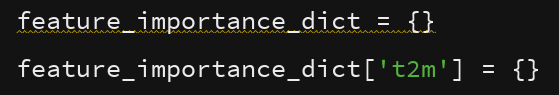 feature_importance_dict = {}
feature_importance_dict['t2m'] = {}